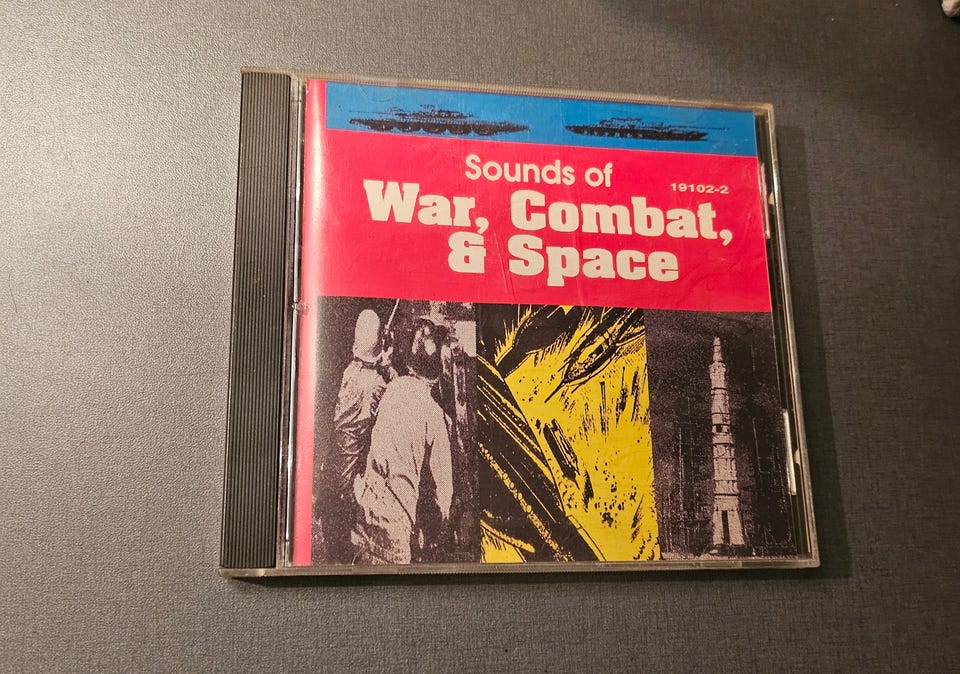 Sounds of
19102-2
War, Combat,
& Space